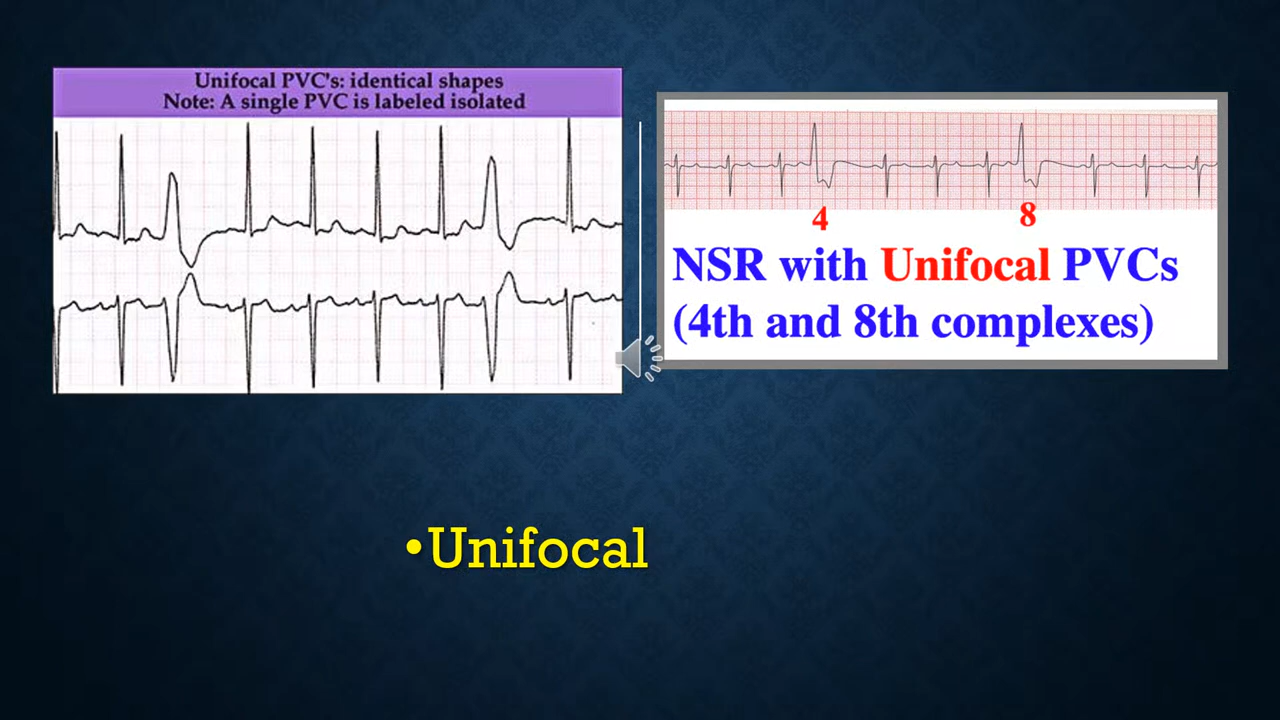 Unifocal PVC's: identical shapes
Note: A single PVC is labeled isolated
4 8
NSR with Unifocal PVCs
(4th and 8th complexes)
•Unifocal